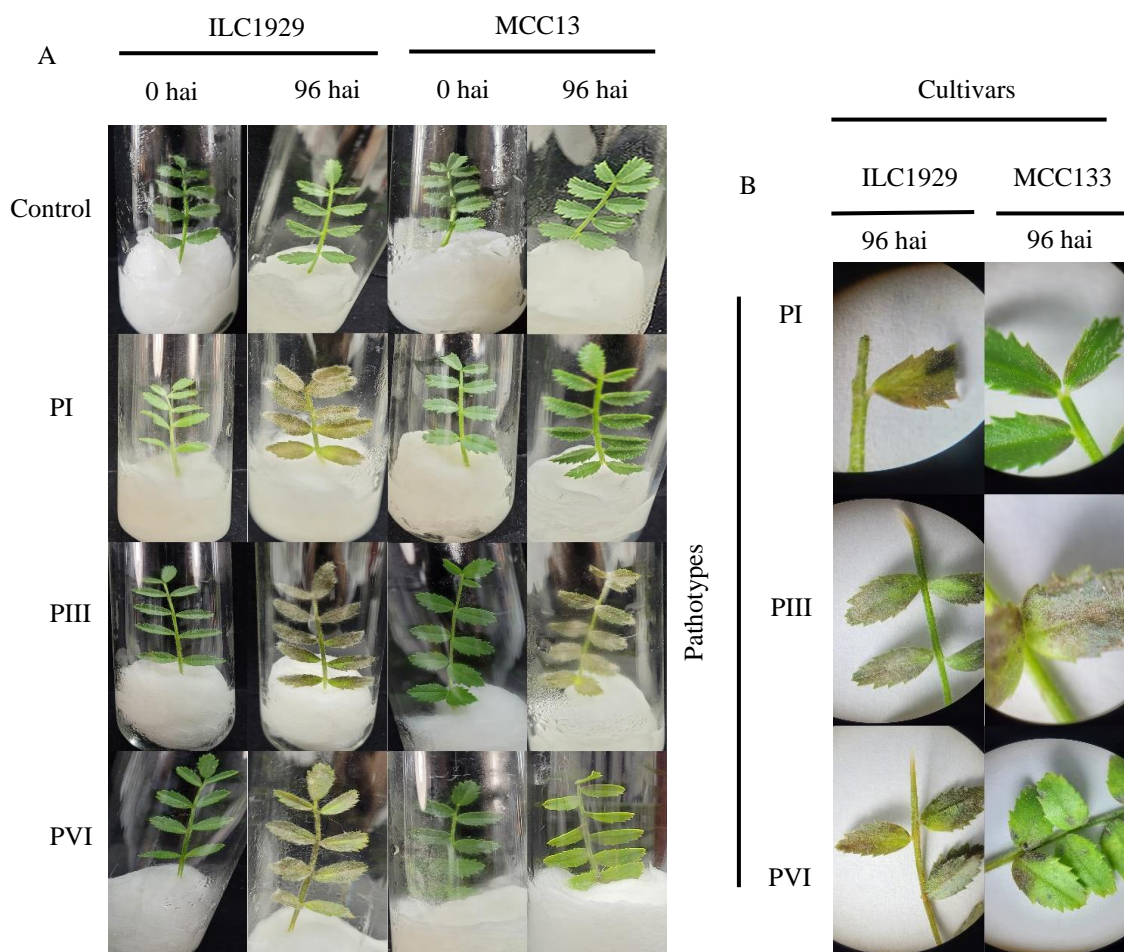 A
ILC1929
MCC13
0 hai
96 hai
0 hai
96 hai
Control
PI
PIII
PVI
B
Cultivars
ILC1929
MCC133
96 hai
96 hai
Pathotypes
PI
PIII
PVI